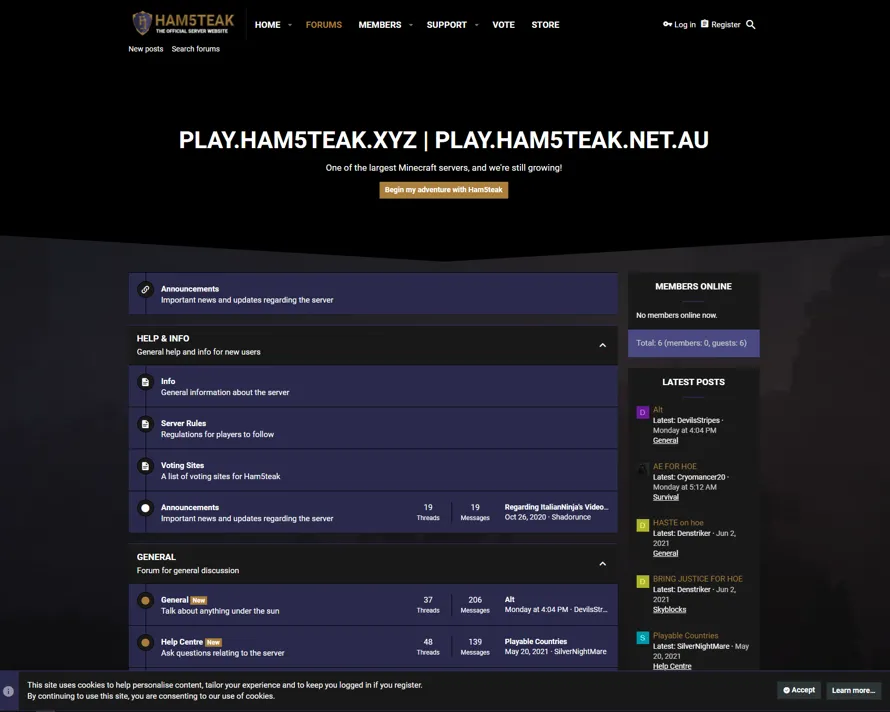 HAM5TEAK
THE OFFICIAL SERVER WEBSITE
HOME FORUMS MEMBERS SUPPORT VOTE STORE
Log in Register
New posts Search forums
PLAY.HAM5TEAK.XYZ | PLAY.HAM5TEAK.NET.AU
One of the largest Minecraft servers, and we're still growing!
Begin my adventure with Ham5teak
Announcements
Important news and updates regarding the server
HELP & INFO
General help and info for new users
Info
General information about the server
Server Rules
Regulations for players to follow
Voting Sites
A list of voting sites for Ham5teak
Announcements
Important news and updates regarding the server
19
Threads
19
Messages
Regarding ItalianNinja's Video...
Oct 26, 2020 · Shadorunce
GENERAL
Forum for general discussion
General New
Talk about anything under the sun
37
Threads
206
Messages
Alt
Monday at 4:04 PM · DevilsStr...
Help Centre New
Ask questions relating to the server
48
Threads
139
Messages
Playable Countries
May 20, 2021 · SilverNightMare
MEMBERS ONLINE
No members online now.
Total: 6 (members: 0, guests: 6)
LATEST POSTS
D
Alt
Latest: DevilsStripes ·
Monday at 4:04 PM
General
AE FOR HOE
Latest: Cryomancer20 ·
Monday at 5:12 AM
Survival
D
HASTE on hoe
Latest: Denstriker · Jun 2,
2021
General
D
BRING JUSTICE FOR HOE
Latest: Denstriker · Jun 2,
2021
Skyblocks
S
Playable Countries
Latest: SilverNightMare · May
20, 2021
Help Centre
This site uses cookies to help personalise content, tailor your experience and to keep you logged in if you register.
By continuing to use this site, you are consenting to our use of cookies.
Accept
Learn more...